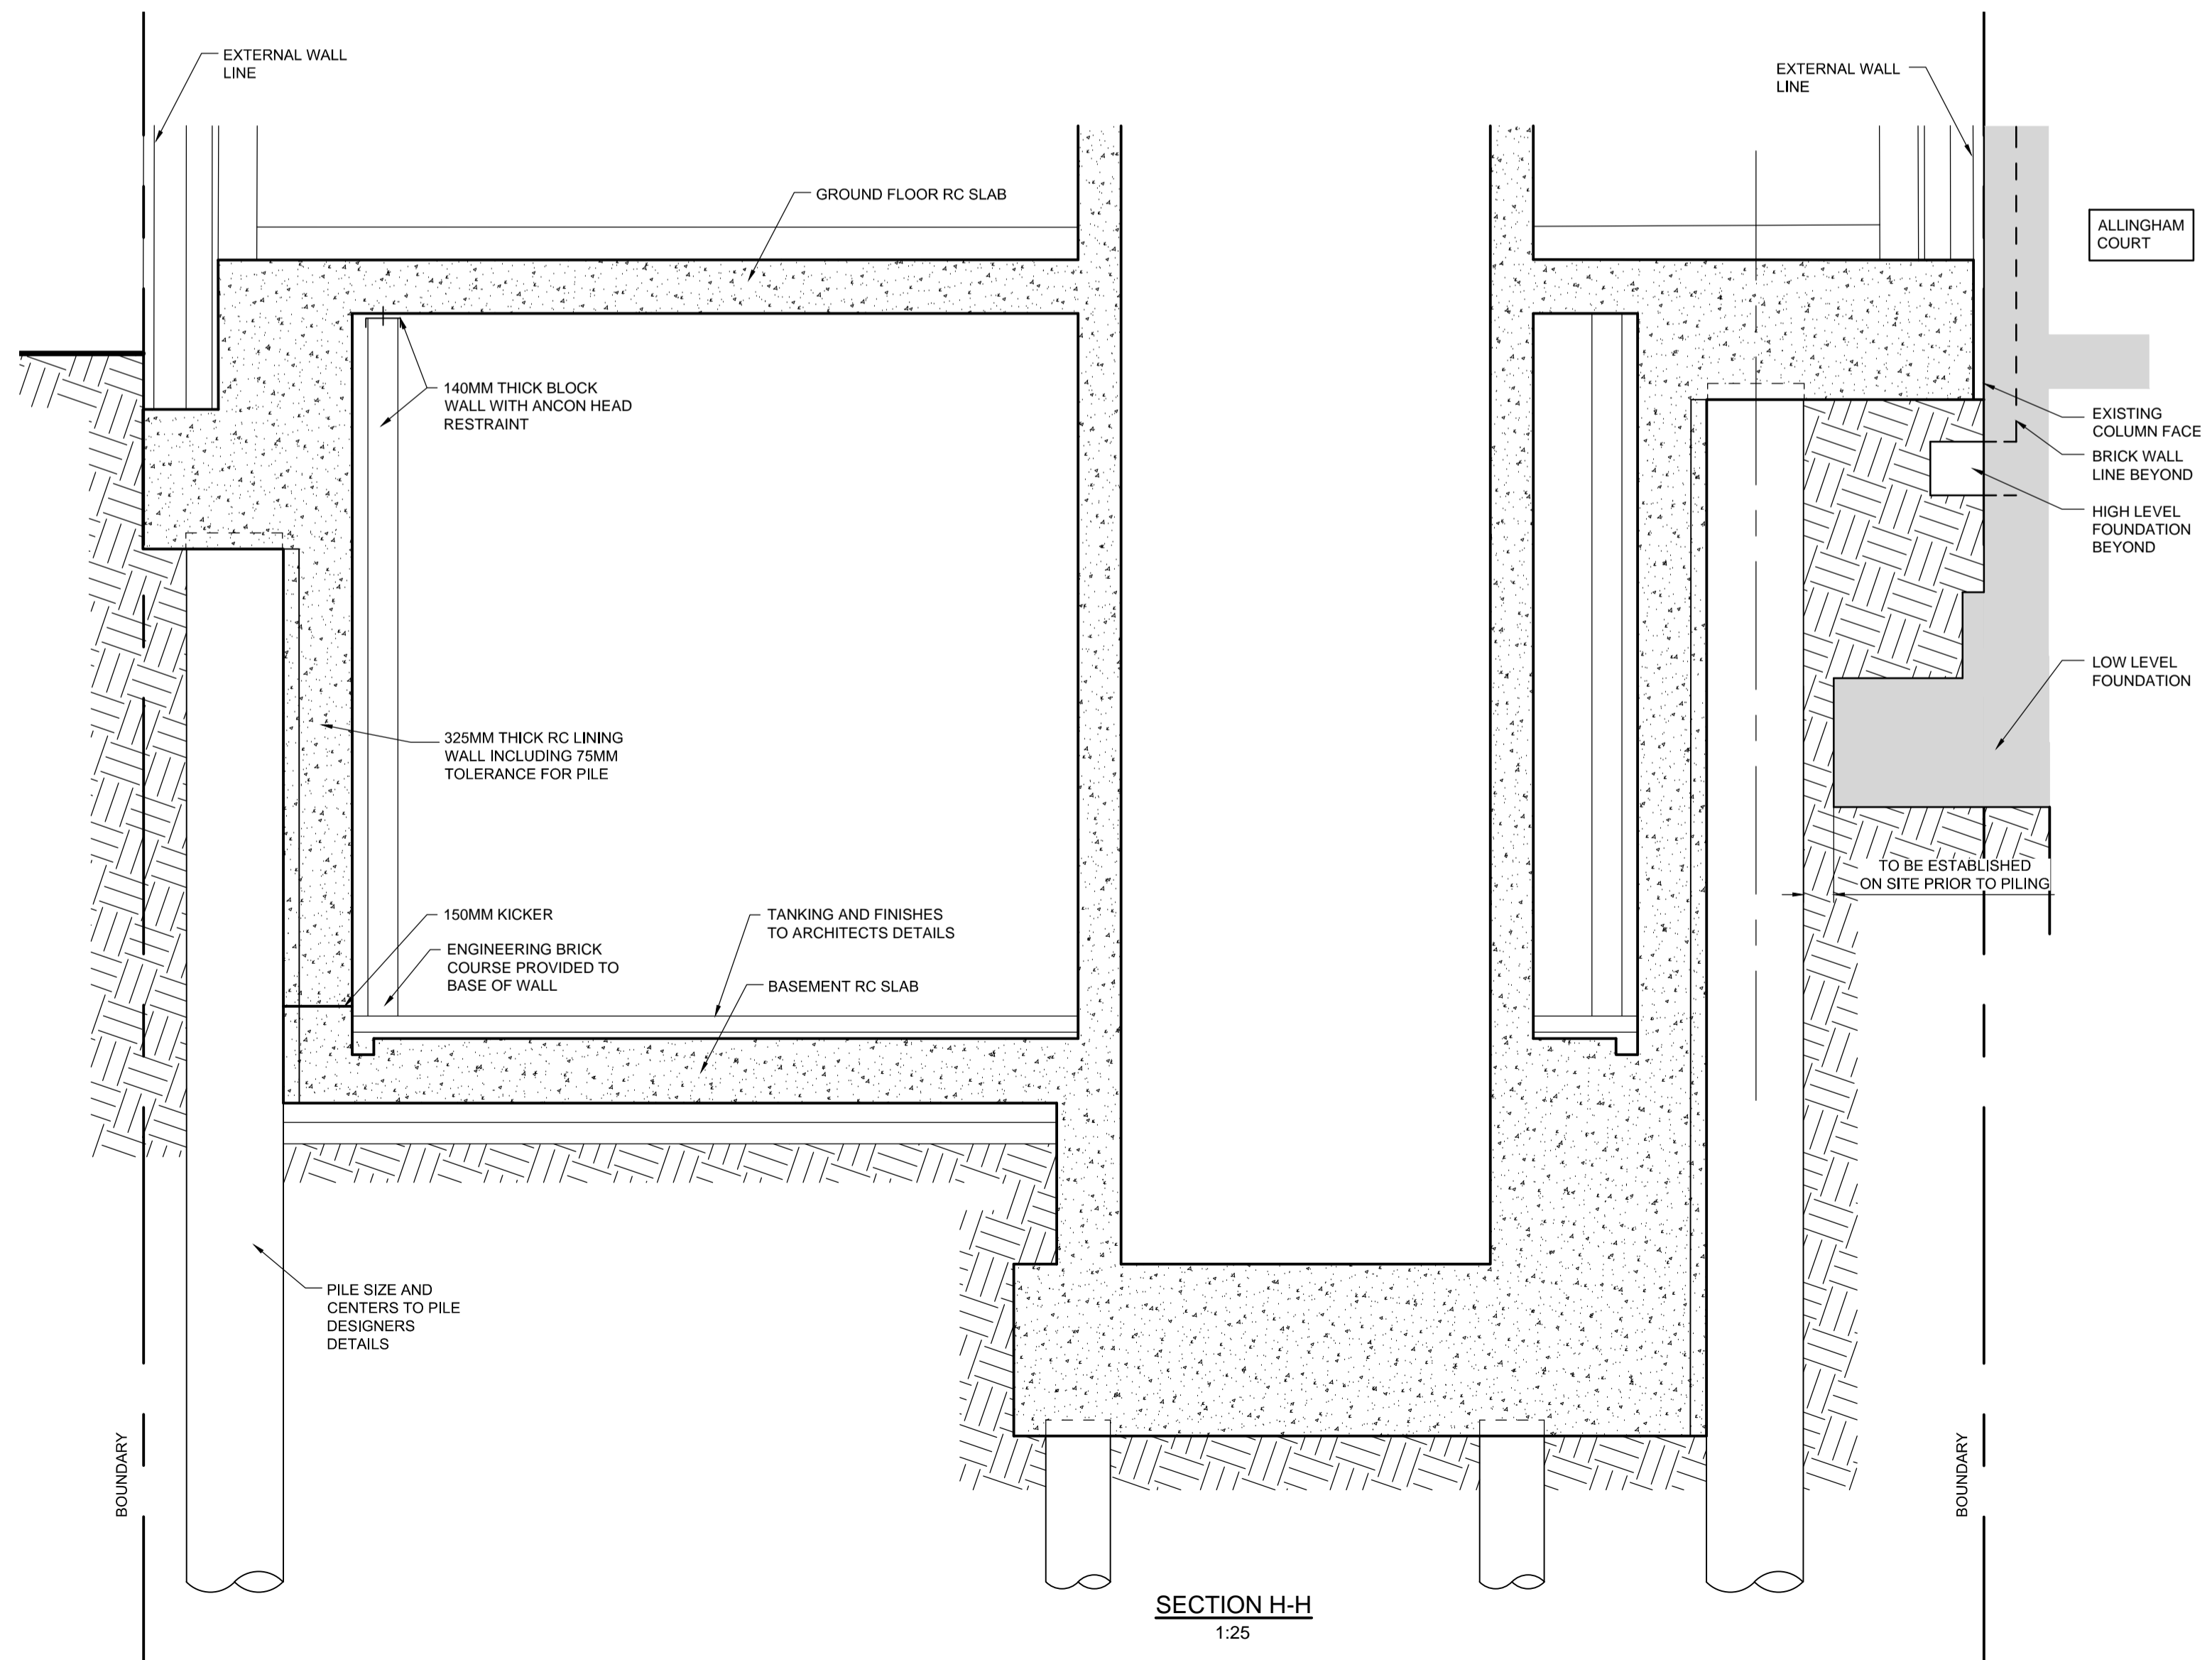 EXTERNAL WALL
LINE
EXTERNAL WALL
LINE
GROUND FLOOR RC SLAB
ALLINGHAM
COURT
140MM THICK BLOCK
WALL WITH ANCON HEAD
RESTRAINT
EXISTING
COLUMN FACE
BRICK WALL
LINE BEYOND
HIGH LEVEL
FOUNDATION
BEYOND
LOW LEVEL
FOUNDATION
325MM THICK RC LINING
WALL INCLUDING 75MM
TOLERANCE FOR PILE
TO BE ESTABLISHED
ON SITE PRIOR TO PILING
150MM KICKER
TANKING AND FINISHES
TO ARCHITECTS DETAILS
ENGINEERING BRICK
COURSE PROVIDED TO
BASE OF WALL
BASEMENT RC SLAB
PILE SIZE AND
CENTERS TO PILE
DESIGNERS
DETAILS
BOUNDARY
BOUNDARY
SECTION H-H
1:25